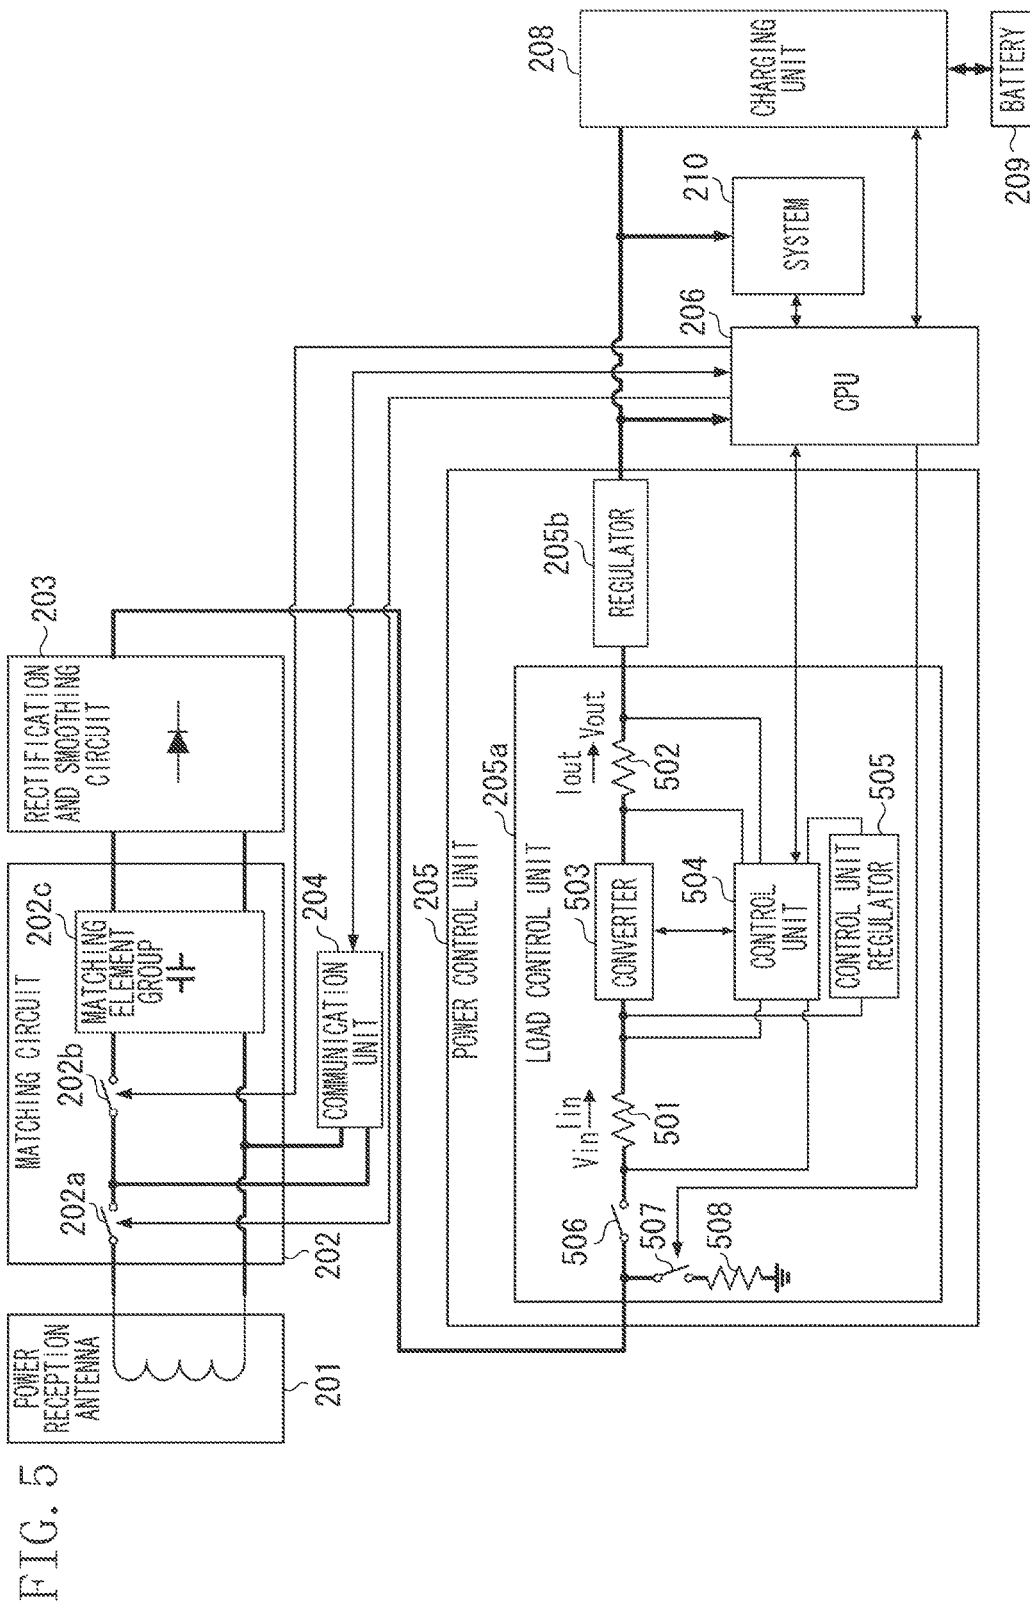 FIG. 5
POWER
RECEPTION
ANTENNA
201
MATCHING CIRCUIT
202
202a
202b
202c
MATCHING
ELEMENT
GROUP
RECTIFICATION
AND SMOOTHING
CIRCUIT
203
COMMUNICATION
UNIT
204
205
POWER CONTROL UNIT
205a
LOAD CONTROL UNIT
506
507
508
Vin
Iin
501
503
CONVERTER
504
CONTROL
UNIT
CONTROL UNIT
REGULATOR
505
Iout
Vout
502
205b
REGULATOR
206
CPU
210
SYSTEM
208
CHARGING
UNIT
209
BATTERY